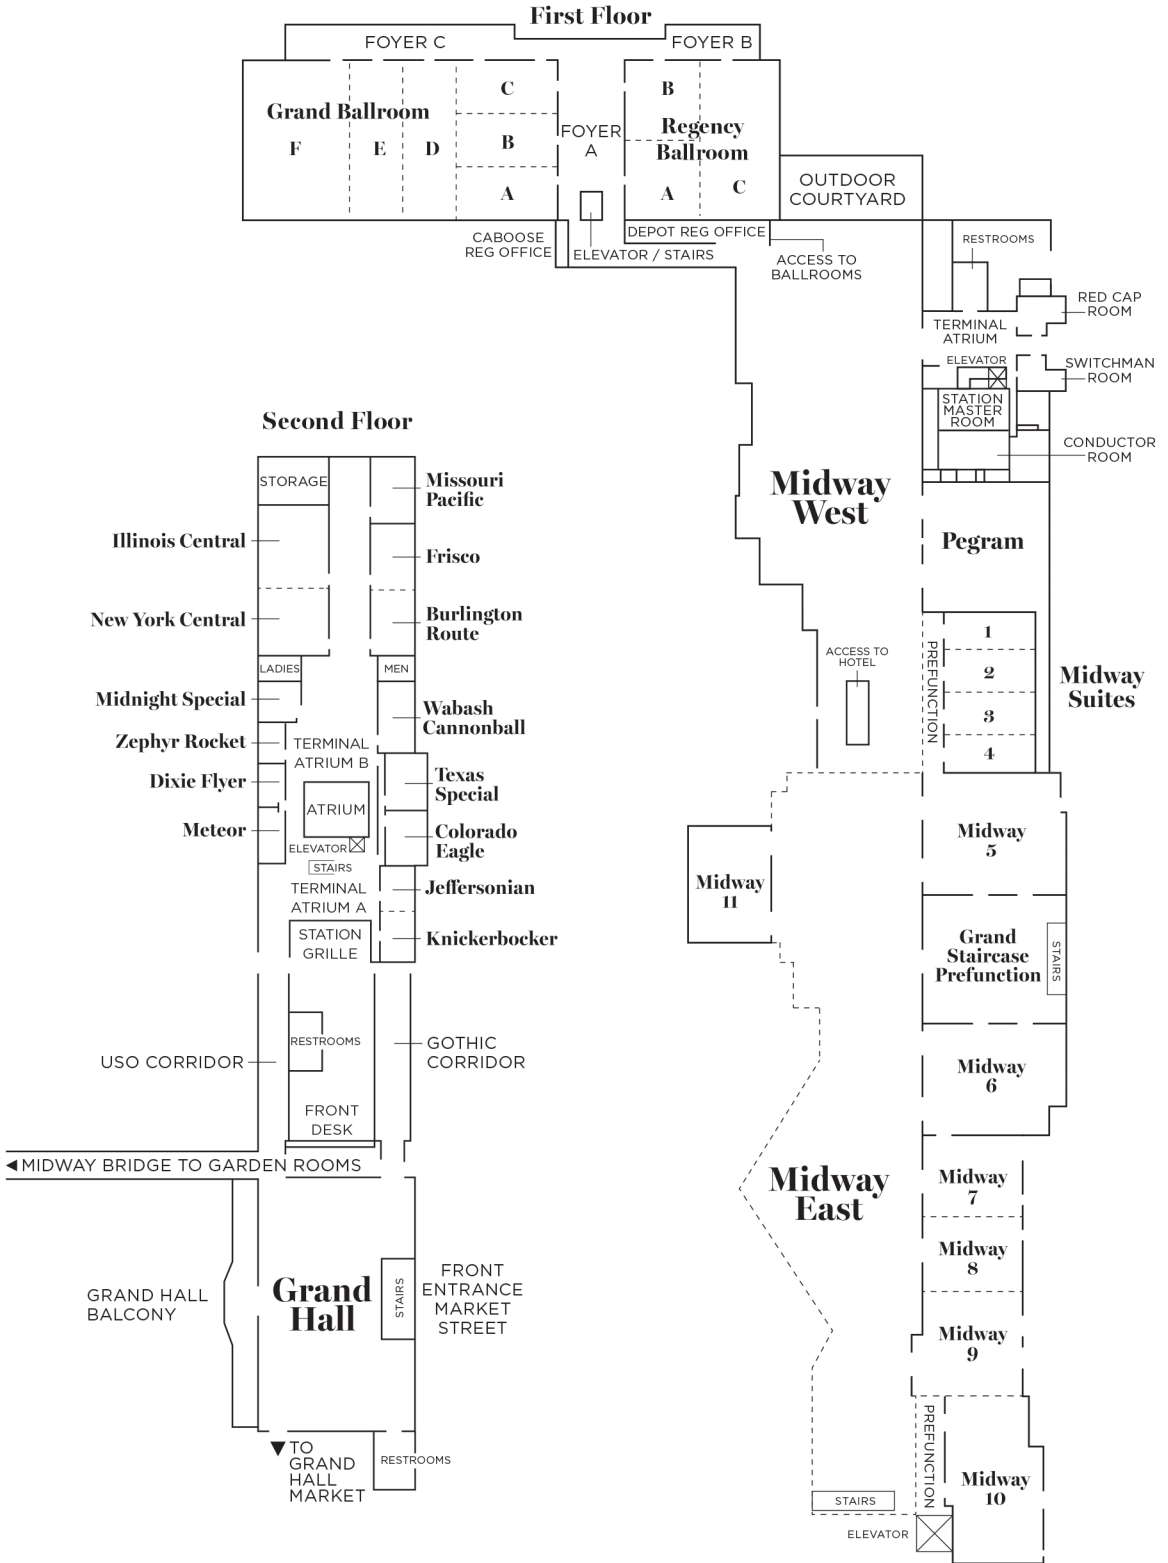 First Floor
FOYER C
FOYER B
Grand Ballroom
F
E
D
C
B
A
FOYER
A
B
Regency
Ballroom
A
C
OUTDOOR
COURTYARD
CABOOSE
REG OFFICE
ELEVATOR / STAIRS
DEPOT REG OFFICE
ACCESS TO
BALLROOMS
RESTROOMS
RED CAP
ROOM
TERMINAL
ATRIUM
ELEVATOR
SWITCHMAN
ROOM
STATION
MASTER
ROOM
CONDUCTOR
ROOM
Midway
West
Pegram
ACCESS TO
HOTEL
PREFUNCTION
1
2
3
4
Midway
Suites
Midway
5
Midway
11
Grand
Staircase
Prefunction
STAIRS
Midway
6
Midway
East
Midway
7
Midway
8
Midway
9
PREFUNCTION
Midway
10
STAIRS
ELEVATOR
Second Floor
STORAGE
Missouri
Pacific
Illinois Central
Frisco
New York Central
Burlington
Route
LADIES
MEN
Midnight Special
Wabash
Cannonball
Zephyr Rocket
TERMINAL
ATRIUM B
Dixie Flyer
Texas
Special
ATRIUM
Meteor
Colorado
Eagle
ELEVATOR
STAIRS
TERMINAL
ATRIUM A
Jeffersonian
STATION
GRILLE
Knickerbocker
USO CORRIDOR
RESTROOMS
GOTHIC
CORRIDOR
FRONT
DESK
◀MIDWAY BRIDGE TO GARDEN ROOMS
GRAND HALL
BALCONY
Grand
Hall
STAIRS
FRONT
ENTRANCE
MARKET
STREET
▼TO
GRAND
HALL
MARKET
RESTROOMS